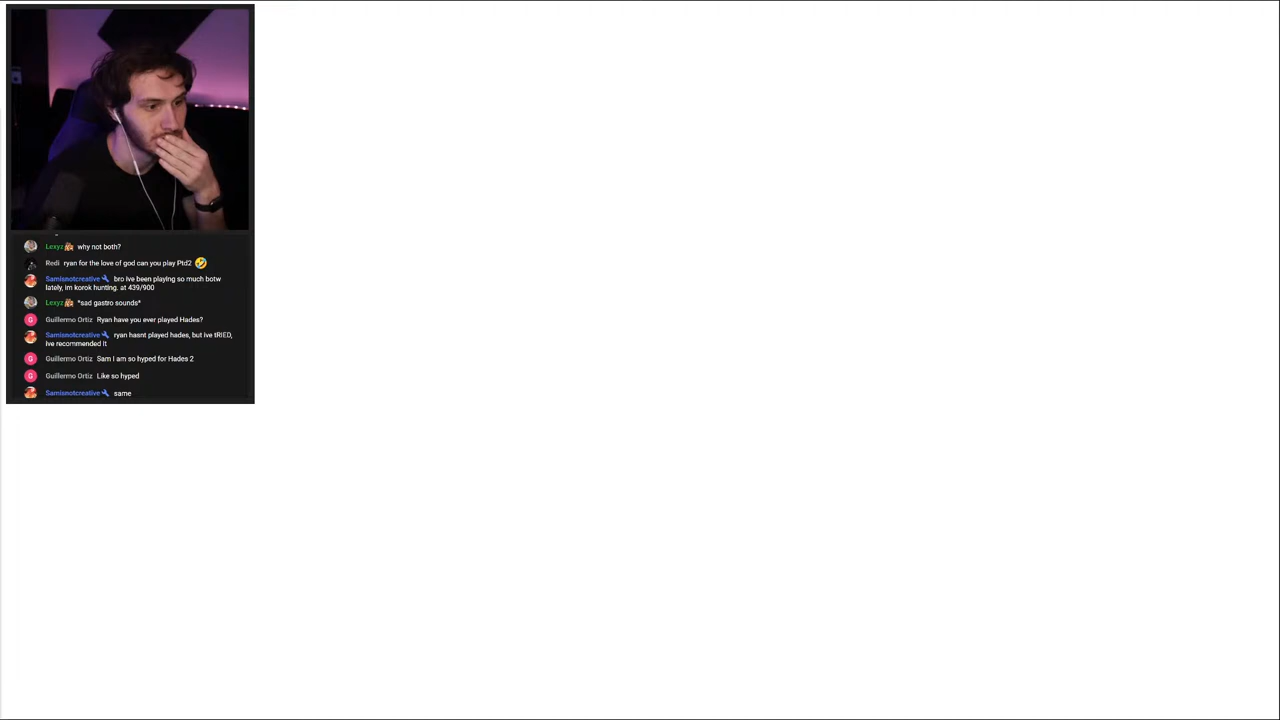 Lexyz why not both?
Redi ryan for the love of god can you play Ptd2 🤣
Samisnotcreative bro ive been playing so much botw
lately, im korok hunting. at 439/900
Lexyz *sad gastro sounds*
G Guillermo Ortiz Ryan have you ever played Hades?
Samisnotcreative ryan hasnt played hades, but ive tRIED,
ive recommended it
G Guillermo Ortiz Sam I am so hyped for Hades 2
G Guillermo Ortiz Like so hyped
Samisnotcreative same